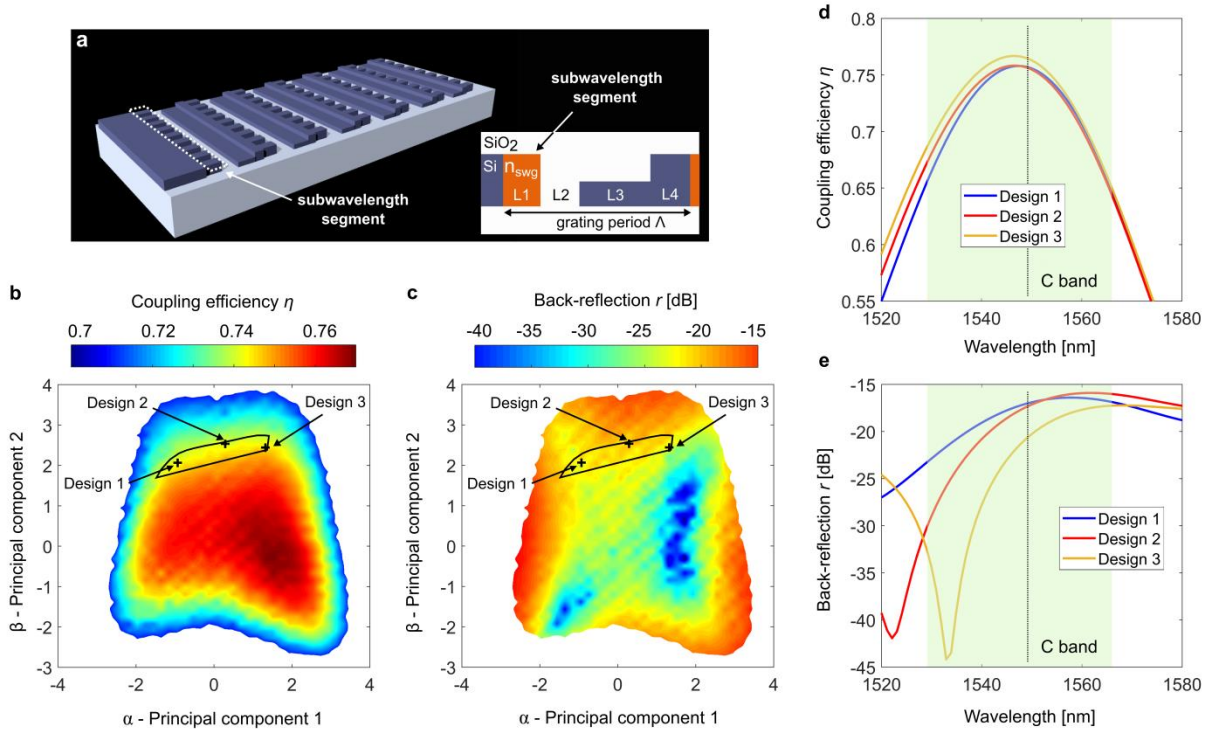 a
subwavelength
segment
subwavelength
segment
SiO2
Si
nswg
L1
L2
L3
L4
grating period Λ
b
Coupling efficiency η
0.7
0.72
0.74
0.76
Design 2
Design 3
Design 1
4
3
2
1
0
-1
-2
-3
β - Principal component 2
-4
-2
0
2
4
α - Principal component 1
c
Back-reflection r [dB]
-40
-35
-30
-25
-20
-15
Design 2
Design 3
Design 1
4
3
2
1
0
-1
-2
-3
β - Principal component 2
-4
-2
0
2
4
α - Principal component 1
d
Coupling efficiency η
0.75
0.7
0.65
0.6
0.55
Design 1
Design 2
Design 3
C band
1520
1540
1560
1580
Wavelength [nm]
e
Back-reflection r [dB]
-15
-20
-25
-30
-35
-40
-45
Design 1
Design 2
Design 3
C band
1520
1540
1560
1580
Wavelength [nm]